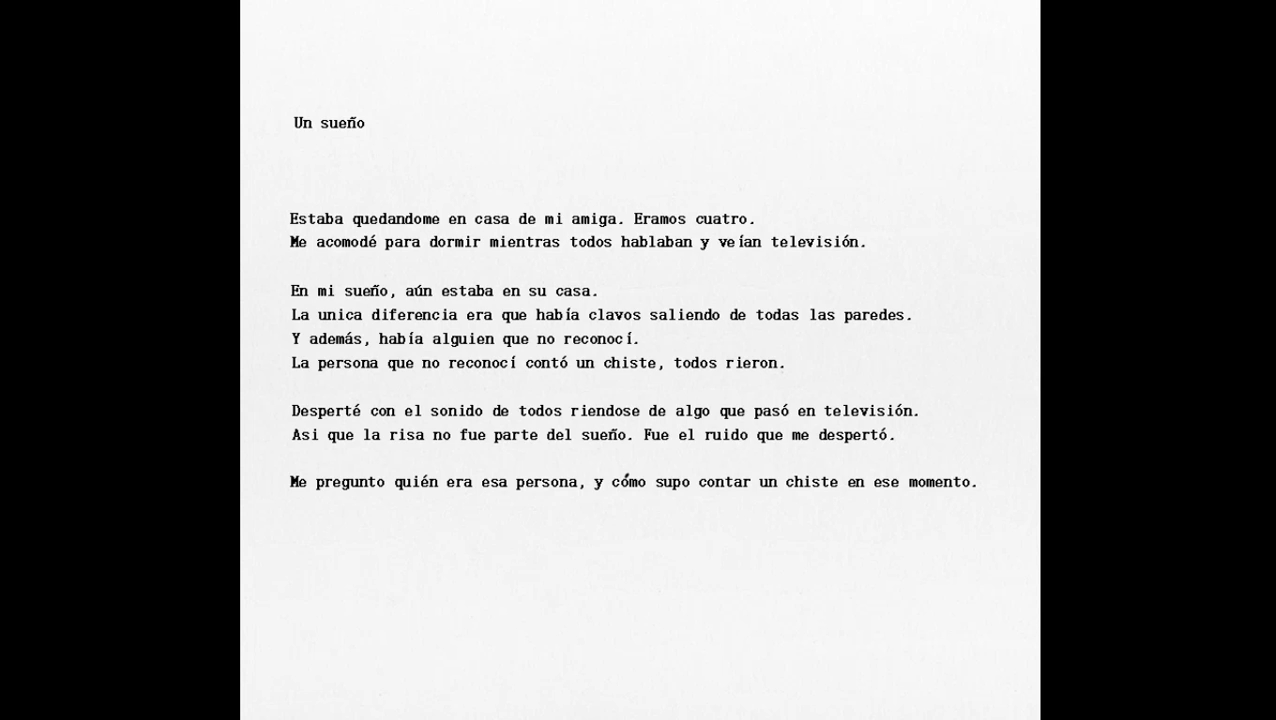 Un sueño
Estaba quedandome en casa de mi amiga. Eramos cuatro.
Me acomodé para dormir mientras todos hablaban y veían televisión.
En mi sueño, aún estaba en su casa.
La unica diferencia era que había clavos saliendo de todas las paredes.
Y además, había alguien que no reconocí.
La persona que no reconocí contó un chiste, todos rieron.
Desperté con el sonido de todos riendose de algo que pasó en televisión.
Asi que la risa no fue parte del sueño. Fue el ruido que me despertó.
Me pregunto quién era esa persona, y cómo supo contar un chiste en ese momento.